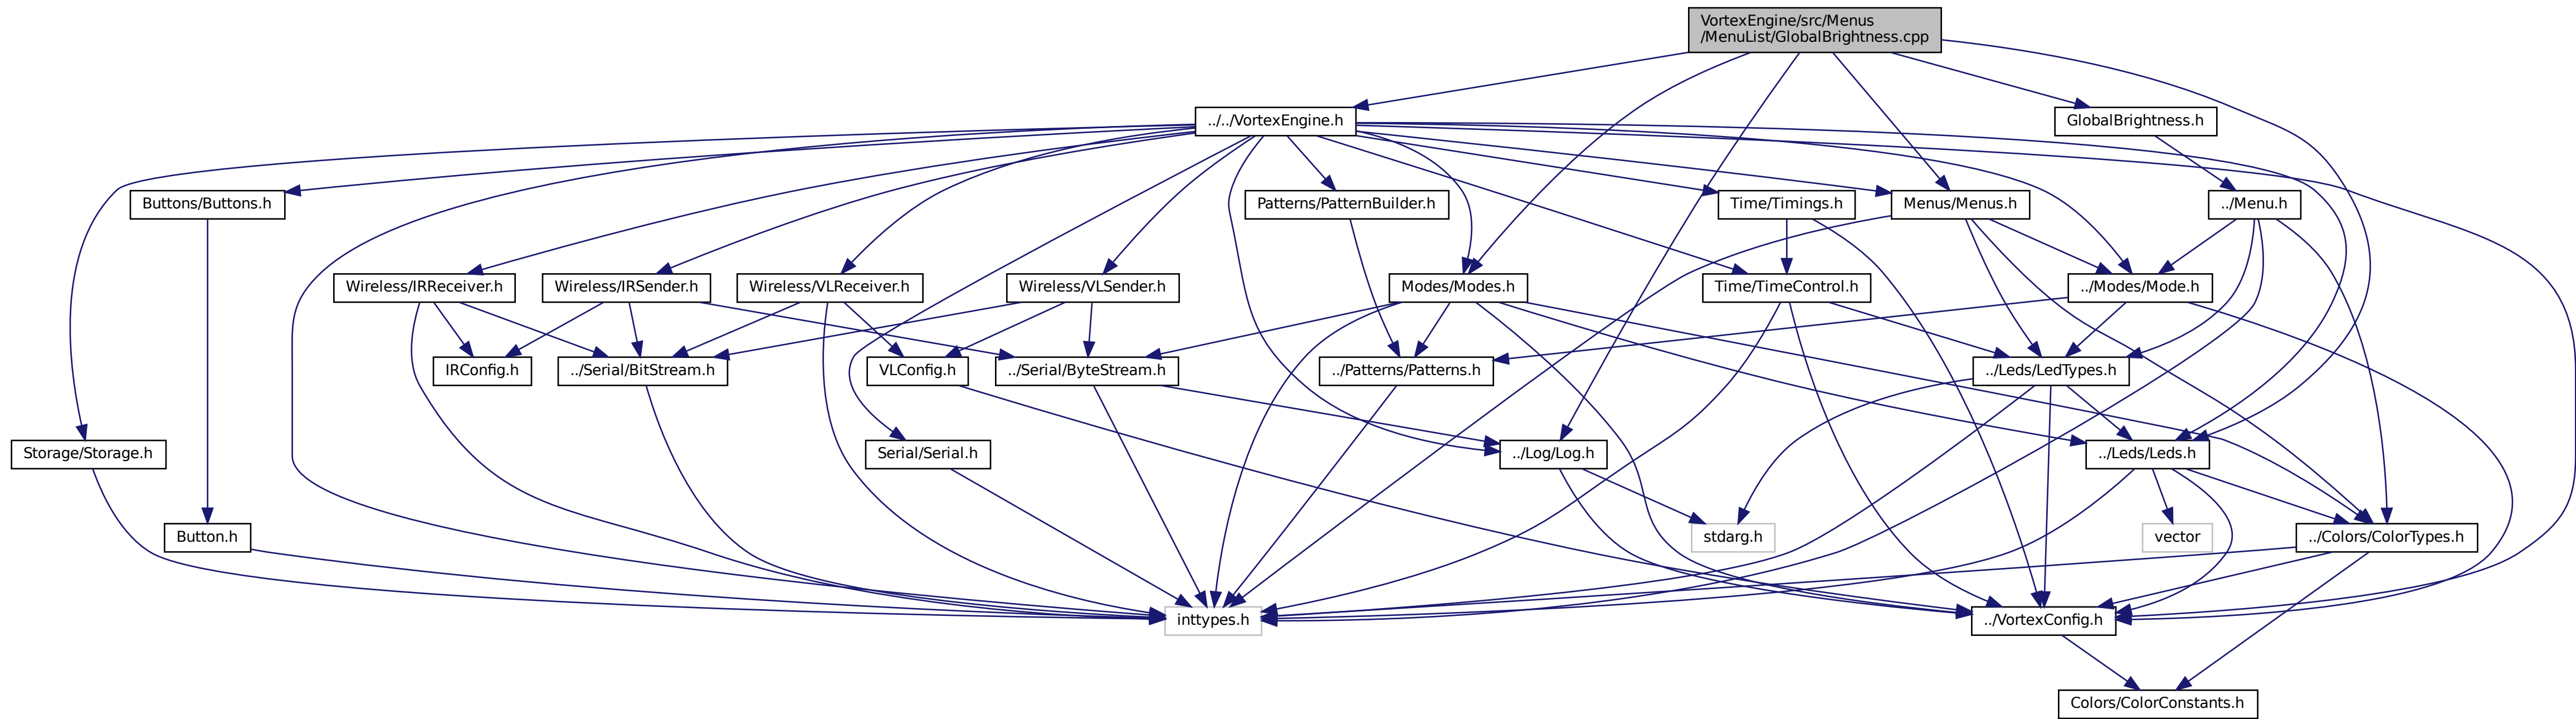 VortexEngine/src/Menus
/MenuList/GlobalBrightness.cpp
../../VortexEngine.h
GlobalBrightness.h
Buttons/Buttons.h
Patterns/PatternBuilder.h
Time/Timings.h
Menus/Menus.h
../Menu.h
Wireless/IRReceiver.h
Wireless/IRSender.h
Wireless/VLReceiver.h
Wireless/VLSender.h
Modes/Modes.h
Time/TimeControl.h
../Modes/Mode.h
IRConfig.h
../Serial/BitStream.h
VLConfig.h
../Serial/ByteStream.h
../Patterns/Patterns.h
../Leds/LedTypes.h
Storage/Storage.h
Serial/Serial.h
../Log/Log.h
../Leds/Leds.h
Button.h
stdarg.h
vector
../Colors/ColorTypes.h
inttypes.h
../VortexConfig.h
Colors/ColorConstants.h